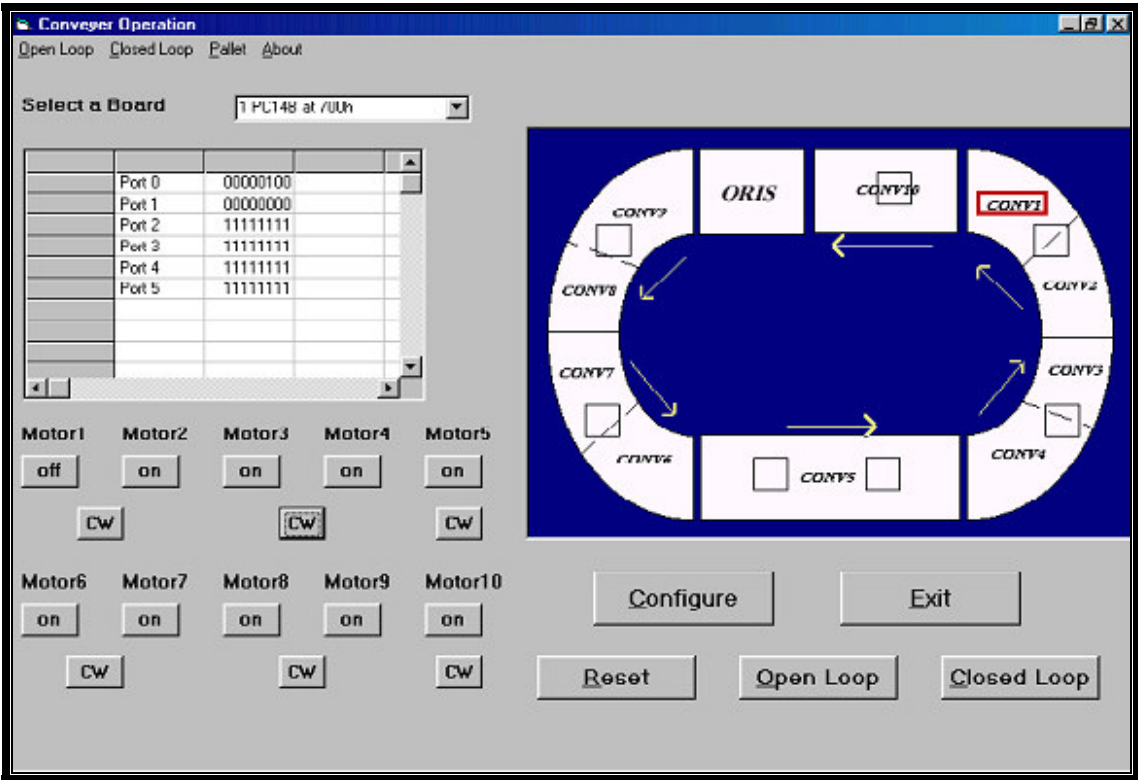 Conveyer Operation
Open Loop Closed Loop Pallet About
Select a Board 1 PC14B at 700h
Port 0 00000100
Port 1 00000000
Port 2 11111111
Port 3 11111111
Port 4 11111111
Port 5 11111111
Motor1 Motor2 Motor3 Motor4 Motor5
off on on on on
CW CW CW
Motor6 Motor7 Motor8 Motor9 Motor10
on on on on on
CW CW CW
ORIS CONV10 CONV1
CONV9
CONV8 CONV2
CONV7 CONV3
CONV6 CONV5 CONV4
Configure Exit
Reset Open Loop Closed Loop